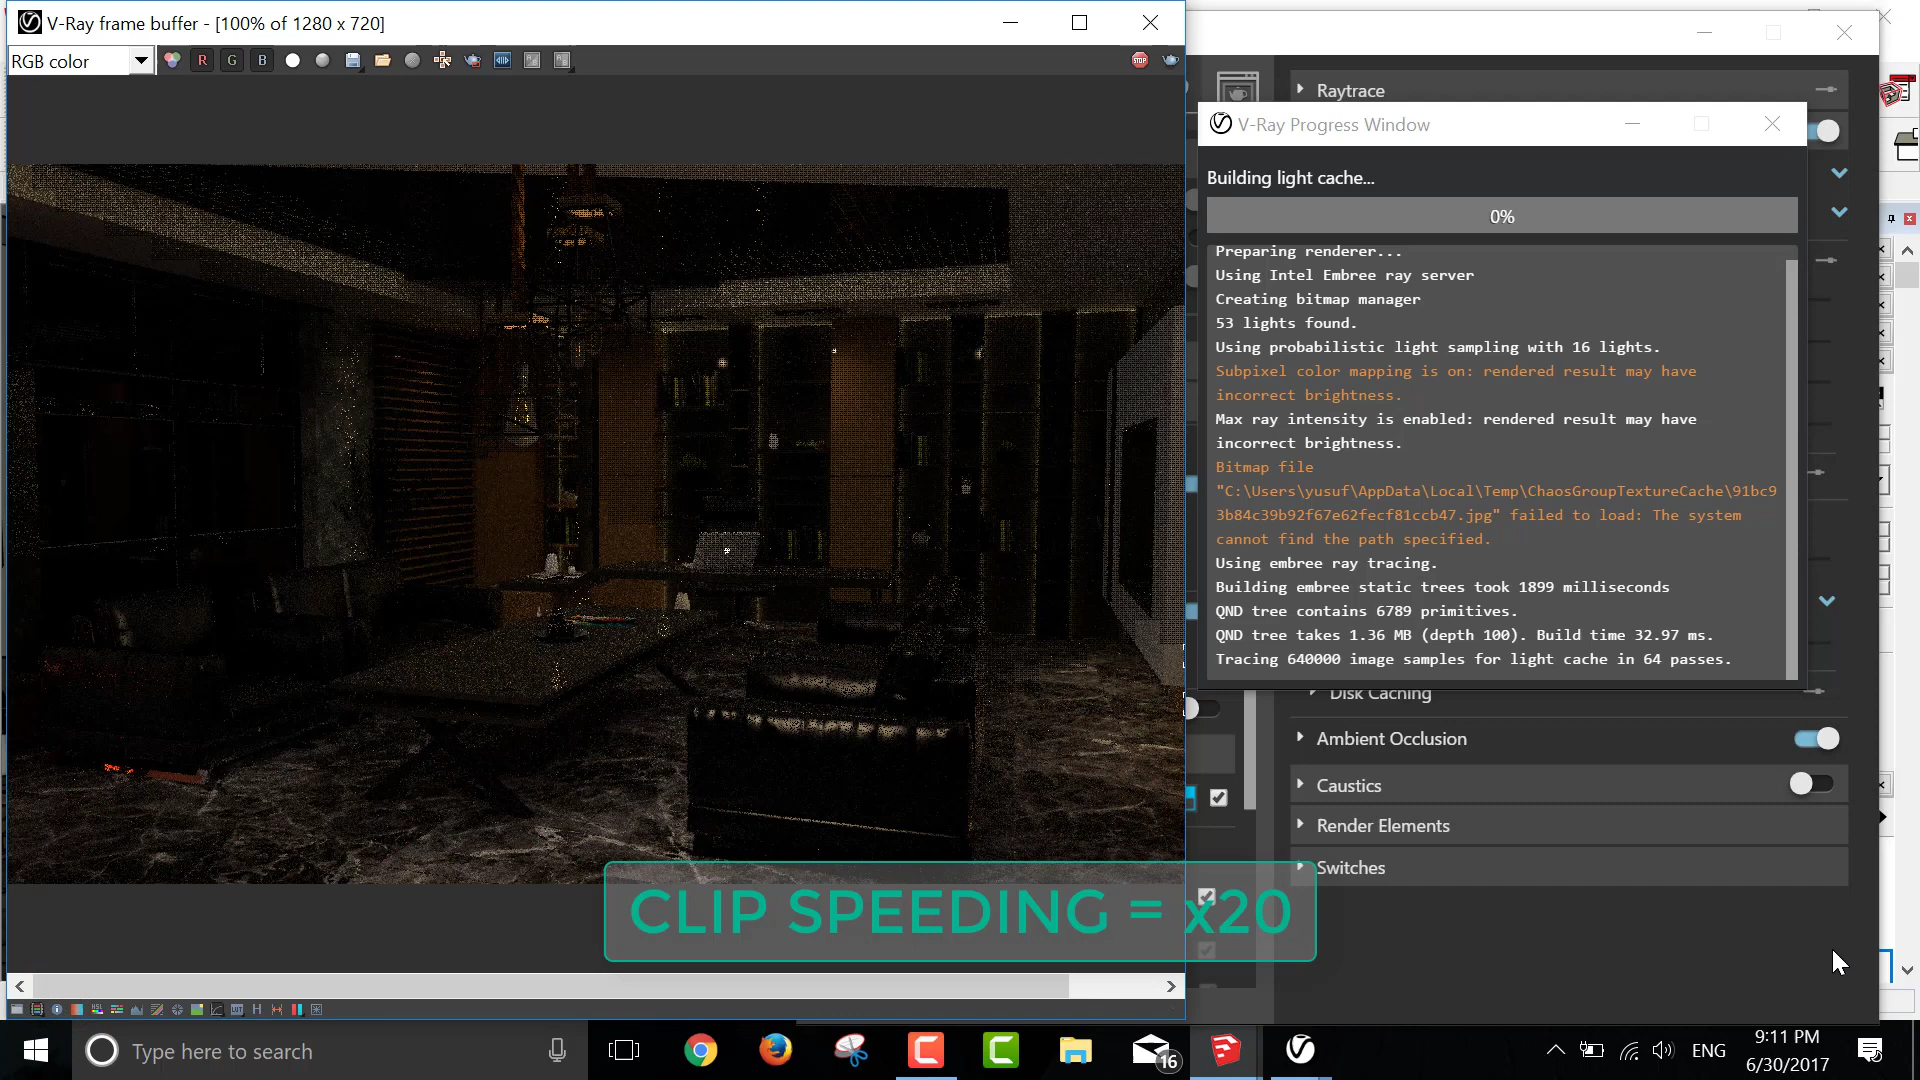 V-Ray frame buffer - [100% of 1280 x 720]
RGB color
R
G
B
STOP
Raytrace
V-Ray Progress Window
Building light cache...
0%
Preparing renderer...
Using Intel Embree ray server
Creating bitmap manager
53 lights found.
Using probabilistic light sampling with 16 lights.
Subpixel color mapping is on: rendered result may have
incorrect brightness.
Max ray intensity is enabled: rendered result may have
incorrect brightness.
Bitmap file
"C:\Users\yusuf\AppData\Local\Temp\ChaosGroupTextureCache\91bc9
3b84c39b92f67e62fecf81ccb47.jpg" failed to load: The system
cannot find the path specified.
Using embree ray tracing.
Building embree static trees took 1899 milliseconds
QND tree contains 6789 primitives.
QND tree takes 1.36 MB (depth 100). Build time 32.97 ms.
Tracing 640000 image samples for light cache in 64 passes.
Disk Caching
Ambient Occlusion
Caustics
Render Elements
Switches
CLIP SPEEDING = x20
Type here to search
16
ENG
9:11 PM
6/30/2017